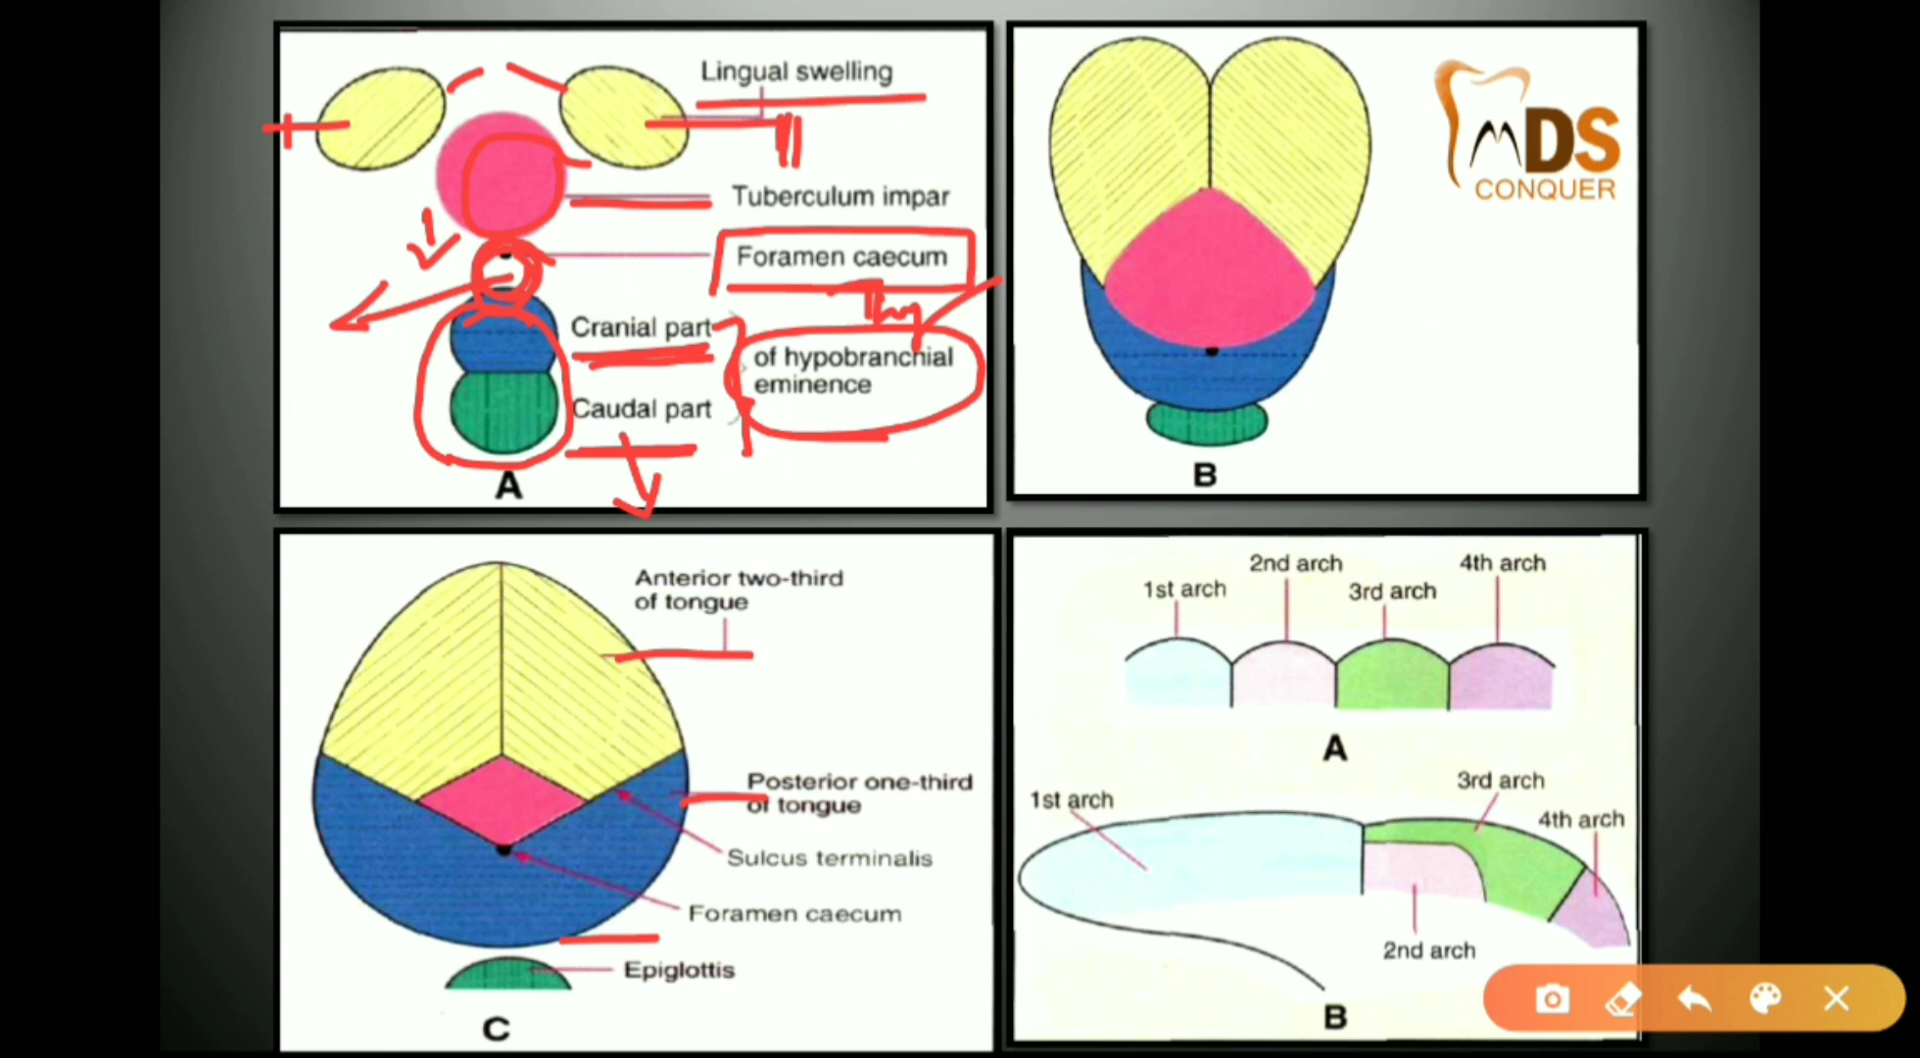 Lingual swelling
Tuberculum impar
Foramen caecum
Cranial part
of hypobranchial
eminence
Caudal part
A
MDS
CONQUER
B
Anterior two-third
of tongue
Posterior one-third
of tongue
Sulcus terminalis
Foramen caecum
Epiglottis
C
1st arch
2nd arch
3rd arch
4th arch
A
1st arch
3rd arch
4th arch
2nd arch
B